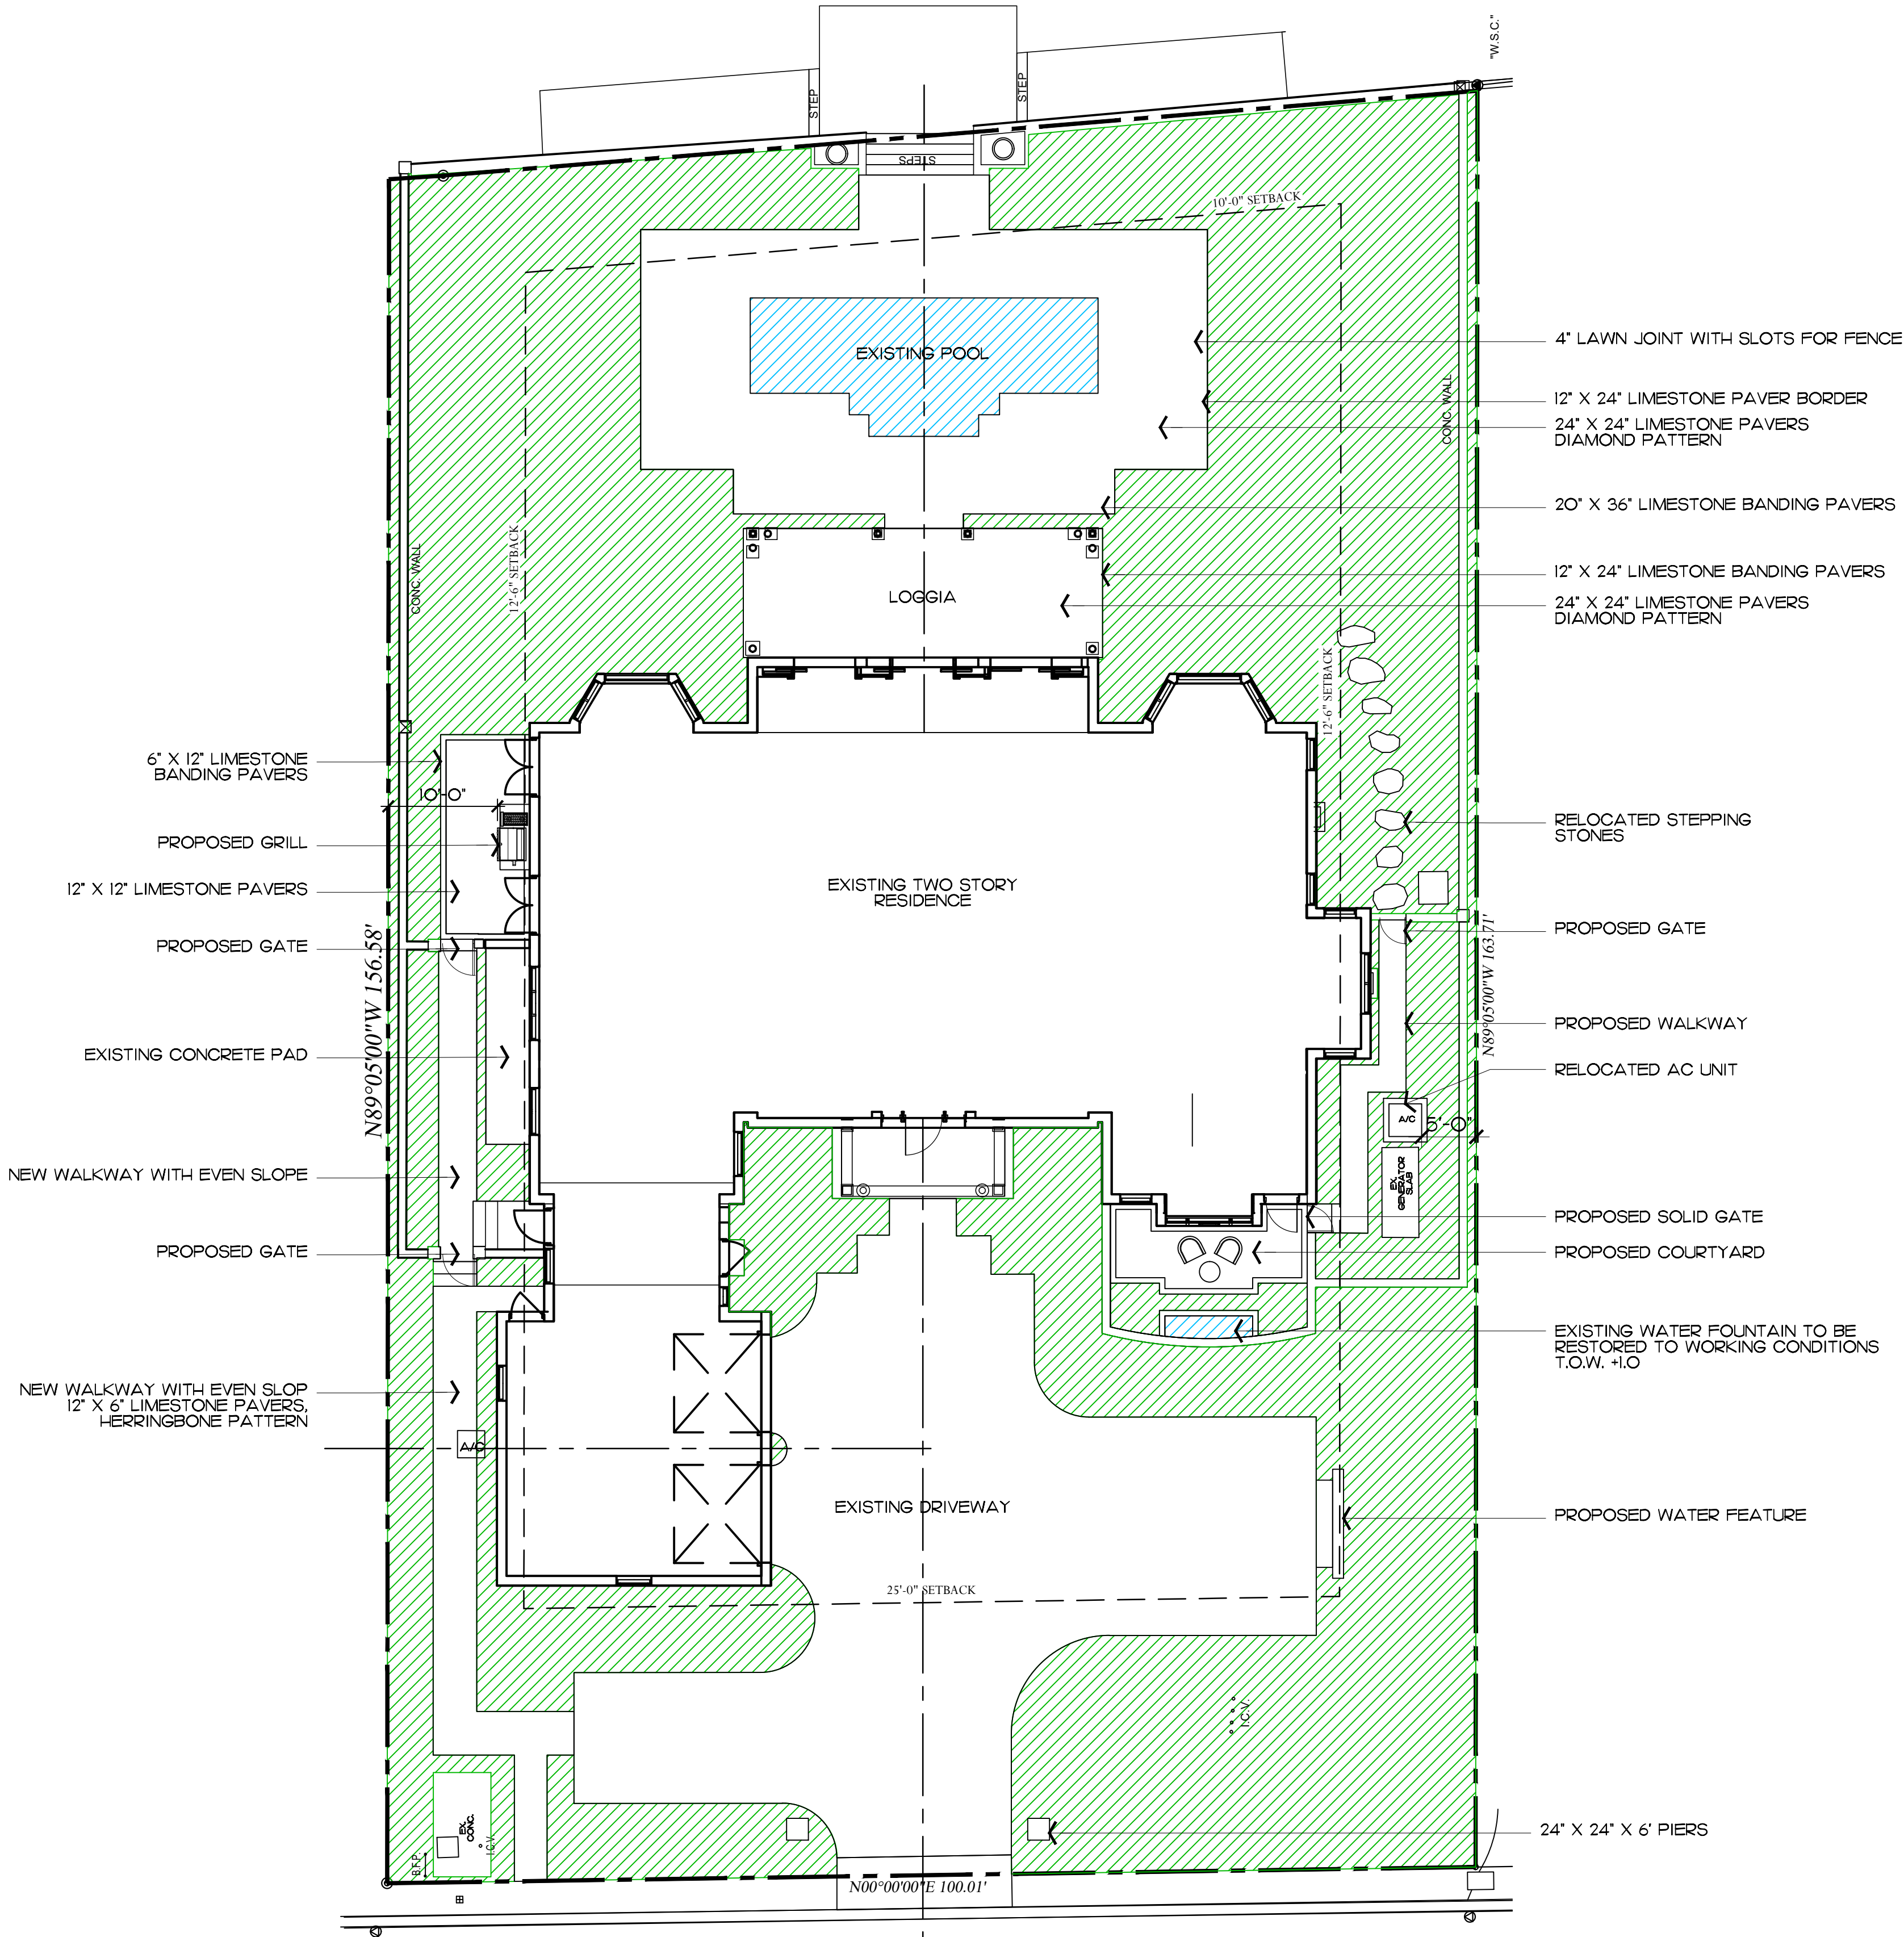 "W.S.C."
STEP
STEP
STEPS
10'-0" SETBACK
EXISTING POOL
4" LAWN JOINT WITH SLOTS FOR FENCE
CONC. WALL
12" X 24" LIMESTONE PAVER BORDER
24" X 24" LIMESTONE PAVERS
DIAMOND PATTERN
20" X 36" LIMESTONE BANDING PAVERS
CONC. WALL
12'-6" SETBACK
LOGGIA
12" X 24" LIMESTONE BANDING PAVERS
24" X 24" LIMESTONE PAVERS
DIAMOND PATTERN
12'-6" SETBACK
6" X 12" LIMESTONE
BANDING PAVERS
10'-0"
PROPOSED GRILL
RELOCATED STEPPING
STONES
12" X 12" LIMESTONE PAVERS
EXISTING TWO STORY
RESIDENCE
PROPOSED GATE
PROPOSED GATE
N89°05'00"W 156.58'
N89°05'00"W 163.71'
PROPOSED WALKWAY
EXISTING CONCRETE PAD
RELOCATED AC UNIT
A/C
5'-0"
EX.
GENERATOR
SLAB
NEW WALKWAY WITH EVEN SLOPE
PROPOSED SOLID GATE
PROPOSED GATE
PROPOSED COURTYARD
EXISTING WATER FOUNTAIN TO BE
RESTORED TO WORKING CONDITIONS
T.O.W. +1.0
NEW WALKWAY WITH EVEN SLOP
12" X 6" LIMESTONE PAVERS,
HERRINGBONE PATTERN
A/C
EXISTING DRIVEWAY
PROPOSED WATER FEATURE
25'-0" SETBACK
I.C.V.
EX.
CONC.
I.C.V.
B.F.P.
24" X 24" X 6' PIERS
N00°00'00"E 100.01'